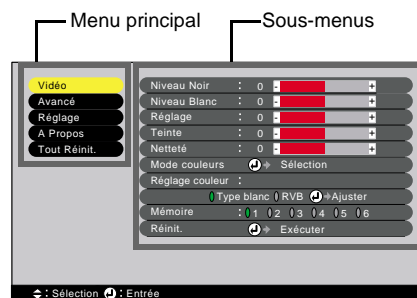 Menu principal
Sous-menus
Vidéo
Avancé
Réglage
A Propos
Tout Réinit.
Niveau Noir : 0 - +
Niveau Blanc : 0 - +
Réglage : 0 - +
Teinte : 0 - +
Netteté : 0 - +
Mode couleurs Sélection
Réglage couleur :
Type blanc RVB Ajuster
Mémoire : 1 2 3 4 5 6
Réinit. Exécuter
: Sélection : Entrée